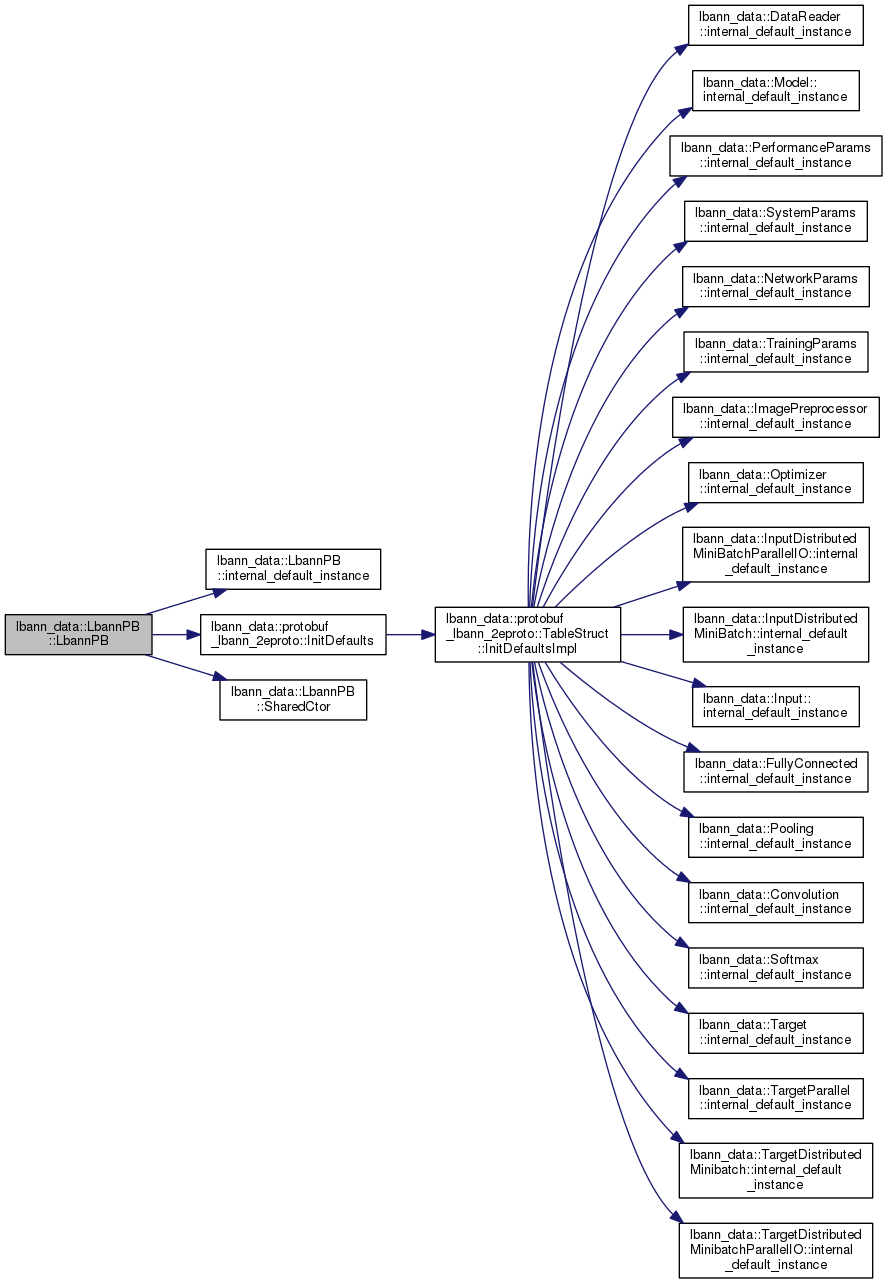 lbann_data::LbannPB
::LbannPB
lbann_data::LbannPB
::internal_default_instance
lbann_data::protobuf
_lbann_2eproto::InitDefaults
lbann_data::LbannPB
::SharedCtor
lbann_data::protobuf
_lbann_2eproto::TableStruct
::InitDefaultsImpl
lbann_data::DataReader
::internal_default_instance
lbann_data::Model::
internal_default_instance
lbann_data::PerformanceParams
::internal_default_instance
lbann_data::SystemParams
::internal_default_instance
lbann_data::NetworkParams
::internal_default_instance
lbann_data::TrainingParams
::internal_default_instance
lbann_data::ImagePreprocessor
::internal_default_instance
lbann_data::Optimizer
::internal_default_instance
lbann_data::InputDistributed
MiniBatchParallelIO::internal
_default_instance
lbann_data::InputDistributed
MiniBatch::internal_default
_instance
lbann_data::Input::
internal_default_instance
lbann_data::FullyConnected
::internal_default_instance
lbann_data::Pooling
::internal_default_instance
lbann_data::Convolution
::internal_default_instance
lbann_data::Softmax
::internal_default_instance
lbann_data::Target
::internal_default_instance
lbann_data::TargetParallel
::internal_default_instance
lbann_data::TargetDistributed
Minibatch::internal_default
_instance
lbann_data::TargetDistributed
MinibatchParallelIO::internal
_default_instance